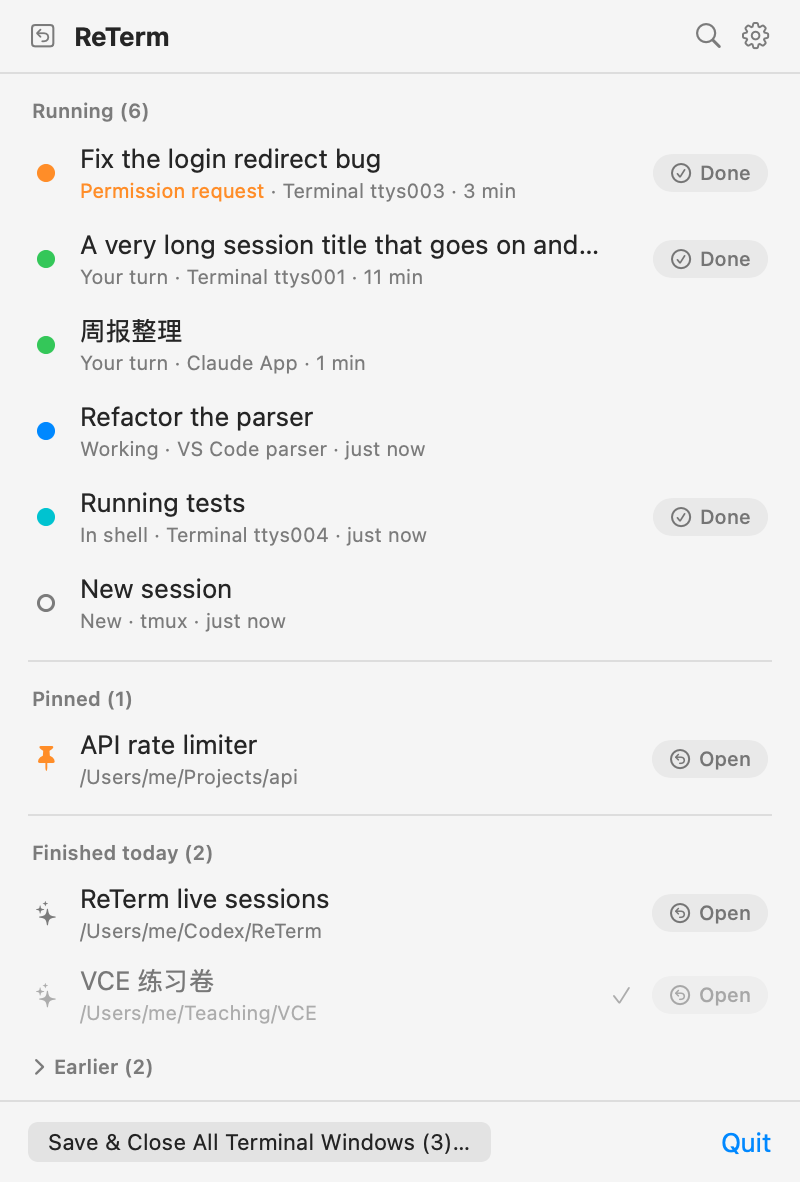 ReTerm
Running (6)
Fix the login redirect bug
Permission request · Terminal ttys003 · 3 min
Done
A very long session title that goes on and...
Your turn · Terminal ttys001 · 11 min
Done
周报整理
Your turn · Claude App · 1 min
Refactor the parser
Working · VS Code parser · just now
Running tests
In shell · Terminal ttys004 · just now
Done
New session
New · tmux · just now
Pinned (1)
API rate limiter
/Users/me/Projects/api
Open
Finished today (2)
ReTerm live sessions
/Users/me/Codex/ReTerm
Open
VCE 练习卷
/Users/me/Teaching/VCE
Open
Earlier (2)
Save & Close All Terminal Windows (3)...
Quit